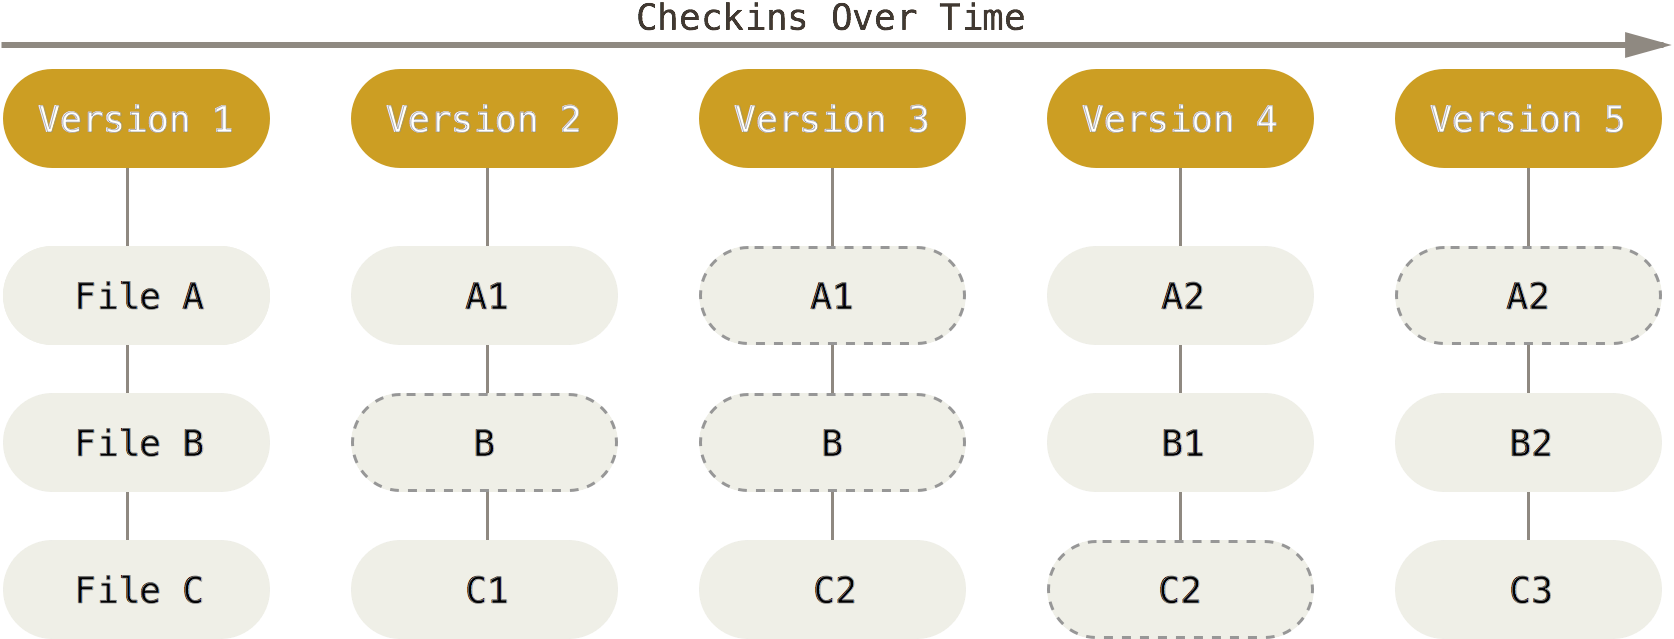 Checkins Over Time
Version 1
Version 2
Version 3
Version 4
Version 5
File A
A1
A1
A2
A2
File B
B
B
B1
B2
File C
C1
C2
C2
C3